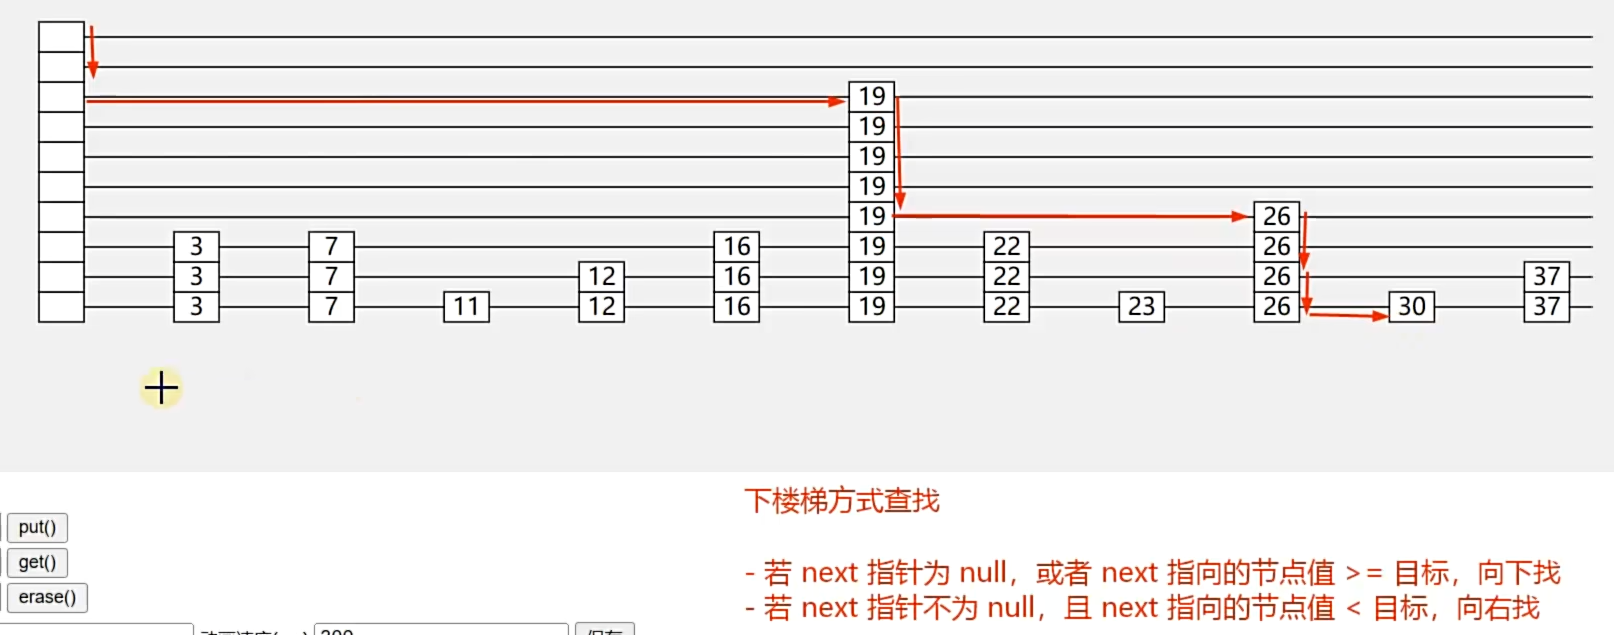 19
19
19
19
19 26
3 7 16 19 22 26
3 7 12 16 19 22 26 37
3 7 11 12 16 19 22 23 26 30 37
下楼梯方式查找
put()
get()
- 若 next 指针为 null，或者 next 指向的节点值 >= 目标，向下找
erase()
- 若 next 指针不为 null，且 next 指向的节点值 < 目标，向右找